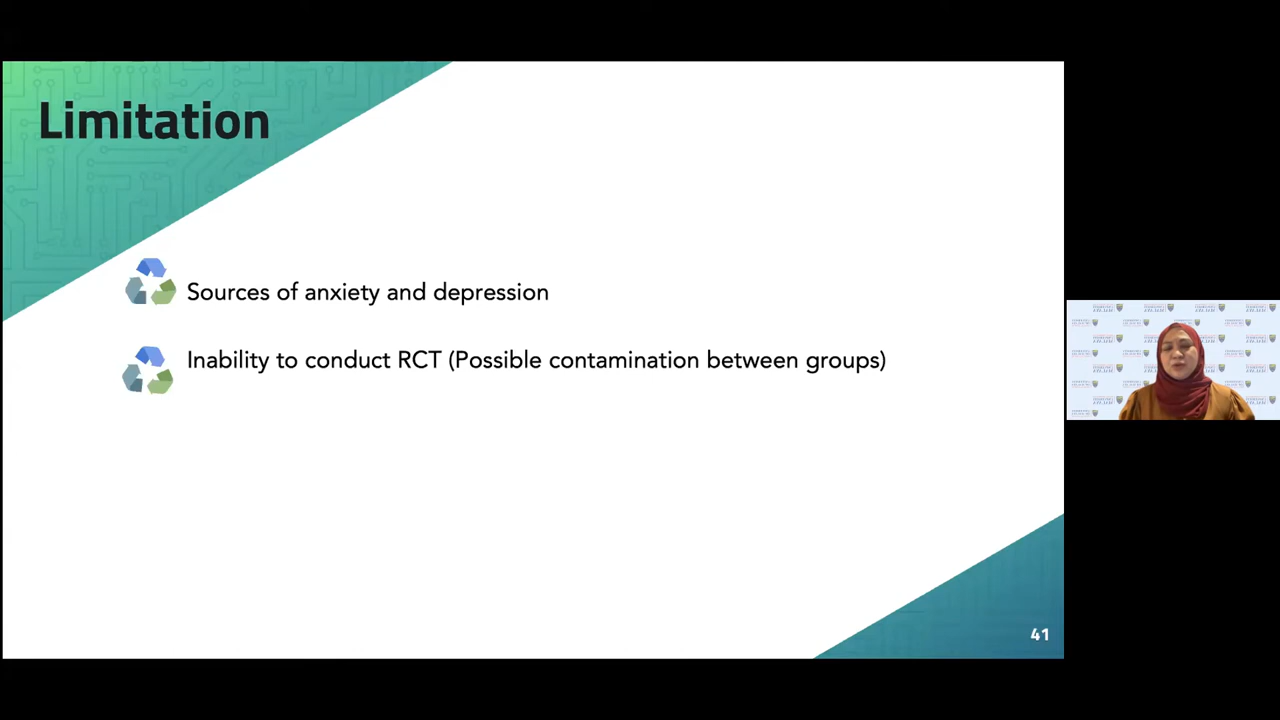 Limitation
Sources of anxiety and depression
Inability to conduct RCT (Possible contamination between groups)
41